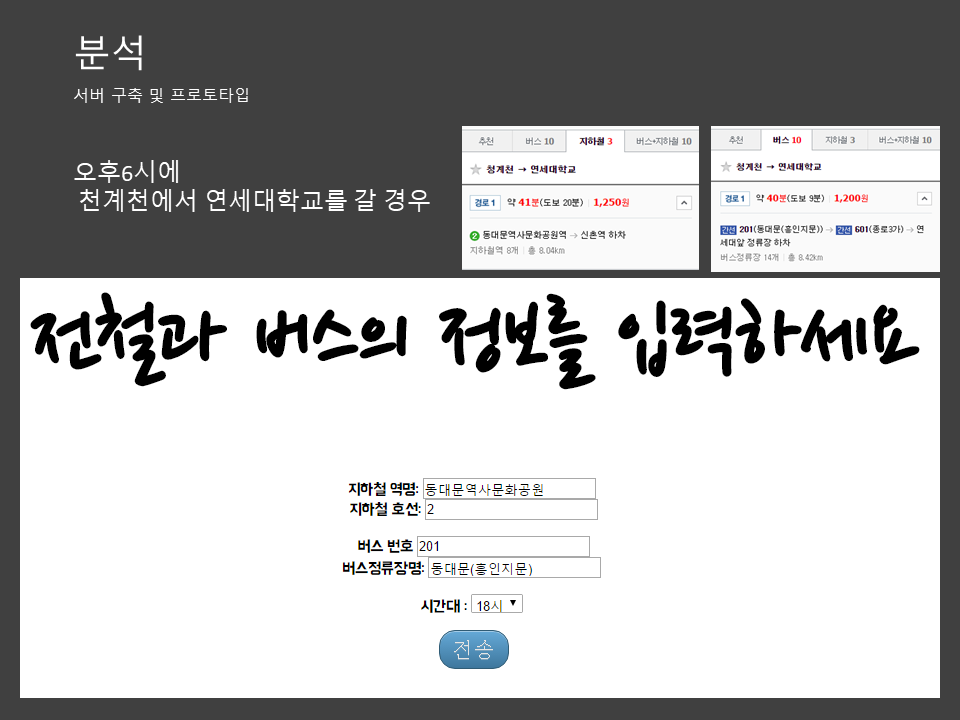 분석
서버 구축 및 프로토타입
오후6시에
천계천에서 연세대학교를 갈 경우
추천 버스 10 지하철 3 버스+지하철 10
청계천 → 연세대학교
경로1 약 41분(도보 20분) | 1,250원
2 동대문역사문화공원역 → 신촌역 하차
지하철역 8개 | 총 8.04km
추천 버스 10 지하철 3 버스+지하철 10
청계천 → 연세대학교
경로1 약 40분(도보 9분) | 1,200원
간선 201(동대문(흥인지문)) → 간선 601(종로3가) → 연
세대앞 정류장 하차
버스정류장 14개 | 총 8.42km
전철과 버스의 정보를 입력하세요
지하철 역명: 동대문역사문화공원
지하철 호선: 2
버스 번호 201
버스정류장명: 동대문(흥인지문)
시간대 : 18시
전송